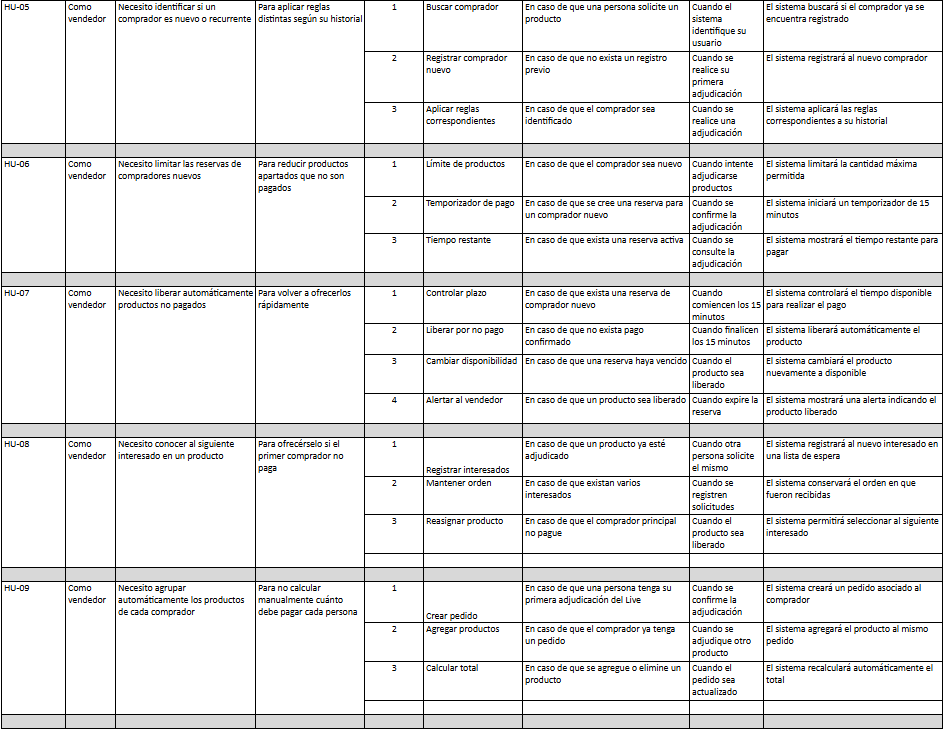 HU-05
Como
vendedor
Necesito identificar si un
comprador es nuevo o recurrente
Para aplicar reglas
distintas según su historial
1
Buscar comprador
En caso de que una persona solicite un
producto
Cuando el
sistema
identifique su
usuario
El sistema buscará si el comprador ya se
encuentra registrado
2
Registrar comprador
nuevo
En caso de que no exista un registro
previo
Cuando se
realice su
primera
adjudicación
El sistema registrará al nuevo comprador
3
Aplicar reglas
correspondientes
En caso de que el comprador sea
identificado
Cuando se
realice una
adjudicación
El sistema aplicará las reglas
correspondientes a su historial
HU-06
Como
vendedor
Necesito limitar las reservas de
compradores nuevos
Para reducir productos
apartados que no son
pagados
1
Límite de productos
En caso de que el comprador sea nuevo
Cuando intente
adjudicarse
productos
El sistema limitará la cantidad máxima
permitida
2
Temporizador de pago
En caso de que se cree una reserva para
un comprador nuevo
Cuando se
confirme la
adjudicación
El sistema iniciará un temporizador de 15
minutos
3
Tiempo restante
En caso de que exista una reserva activa
Cuando se
consulte la
adjudicación
El sistema mostrará el tiempo restante para
pagar
HU-07
Como
vendedor
Necesito liberar automáticamente
productos no pagados
Para volver a ofrecerlos
rápidamente
1
Controlar plazo
En caso de que exista una reserva de
comprador nuevo
Cuando
comiencen los 15
minutos
El sistema controlará el tiempo disponible
para realizar el pago
2
Liberar por no pago
En caso de que no exista pago
confirmado
Cuando finalicen
los 15 minutos
El sistema liberará automáticamente el
producto
3
Cambiar disponibilidad
En caso de que una reserva haya vencido
Cuando el
producto sea
liberado
El sistema cambiará el producto
nuevamente a disponible
4
Alertar al vendedor
En caso de que un producto sea liberado
Cuando expire la
reserva
El sistema mostrará una alerta indicando el
producto liberado
HU-08
Como
vendedor
Necesito conocer al siguiente
interesado en un producto
Para ofrecérselo si el
primer comprador no
paga
1
Registrar interesados
En caso de que un producto ya esté
adjudicado
Cuando otra
persona solicite
el mismo
El sistema registrará al nuevo interesado en
una lista de espera
2
Mantener orden
En caso de que existan varios
interesados
Cuando se
registren
solicitudes
El sistema conservará el orden en que
fueron recibidas
3
Reasignar producto
En caso de que el comprador principal
no pague
Cuando el
producto sea
liberado
El sistema permitirá seleccionar al siguiente
interesado
HU-09
Como
vendedor
Necesito agrupar
automáticamente los productos
de cada comprador
Para no calcular
manualmente cuánto
debe pagar cada persona
1
Crear pedido
En caso de que una persona tenga su
primera adjudicación del Live
Cuando se
confirme la
adjudicación
El sistema creará un pedido asociado al
comprador
2
Agregar productos
En caso de que el comprador ya tenga
un pedido
Cuando se
adjudique otro
producto
El sistema agregará el producto al mismo
pedido
3
Calcular total
En caso de que se agregue o elimine un
producto
Cuando el
pedido sea
actualizado
El sistema recalculará automáticamente el
total